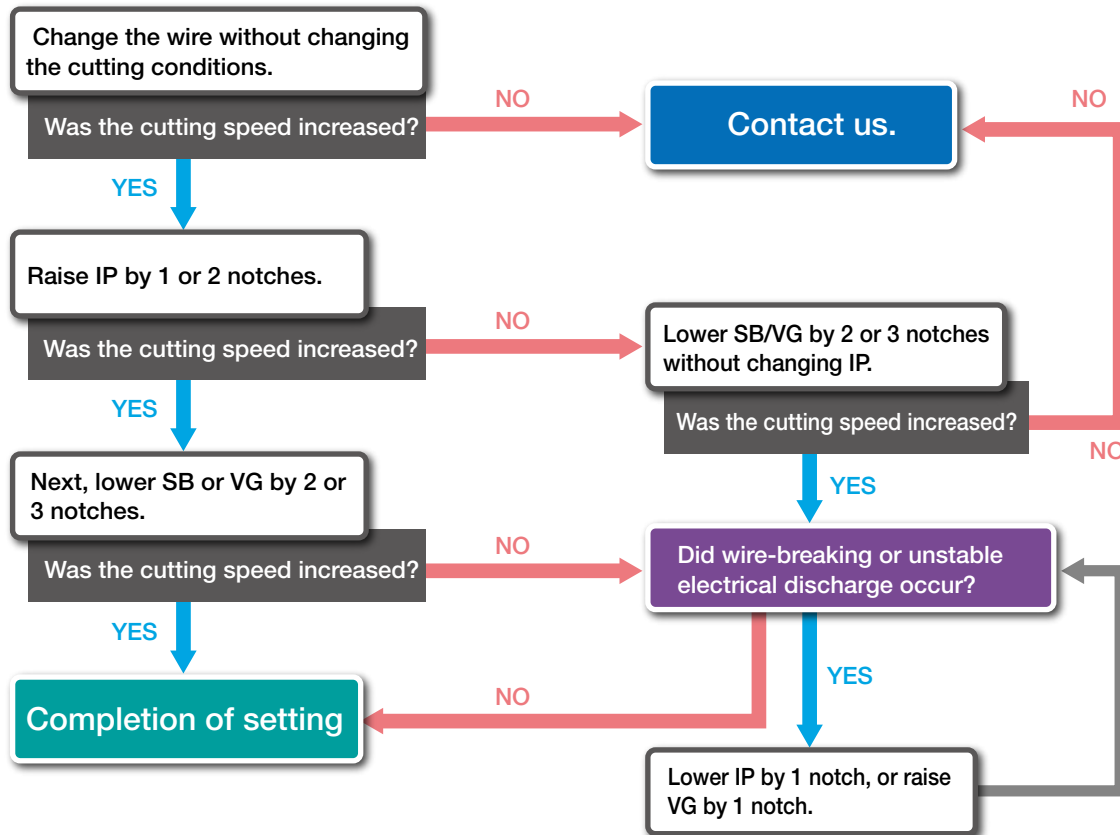 Change the wire without changing
the cutting conditions.
Was the cutting speed increased?
NO
Contact us.
NO
YES
Raise IP by 1 or 2 notches.
Was the cutting speed increased?
NO
Lower SB/VG by 2 or 3 notches
without changing IP.
Was the cutting speed increased?
NO
YES
Next, lower SB or VG by 2 or
3 notches.
YES
Was the cutting speed increased?
NO
Did wire-breaking or unstable
electrical discharge occur?
YES
Completion of setting
NO
YES
Lower IP by 1 notch, or raise
VG by 1 notch.